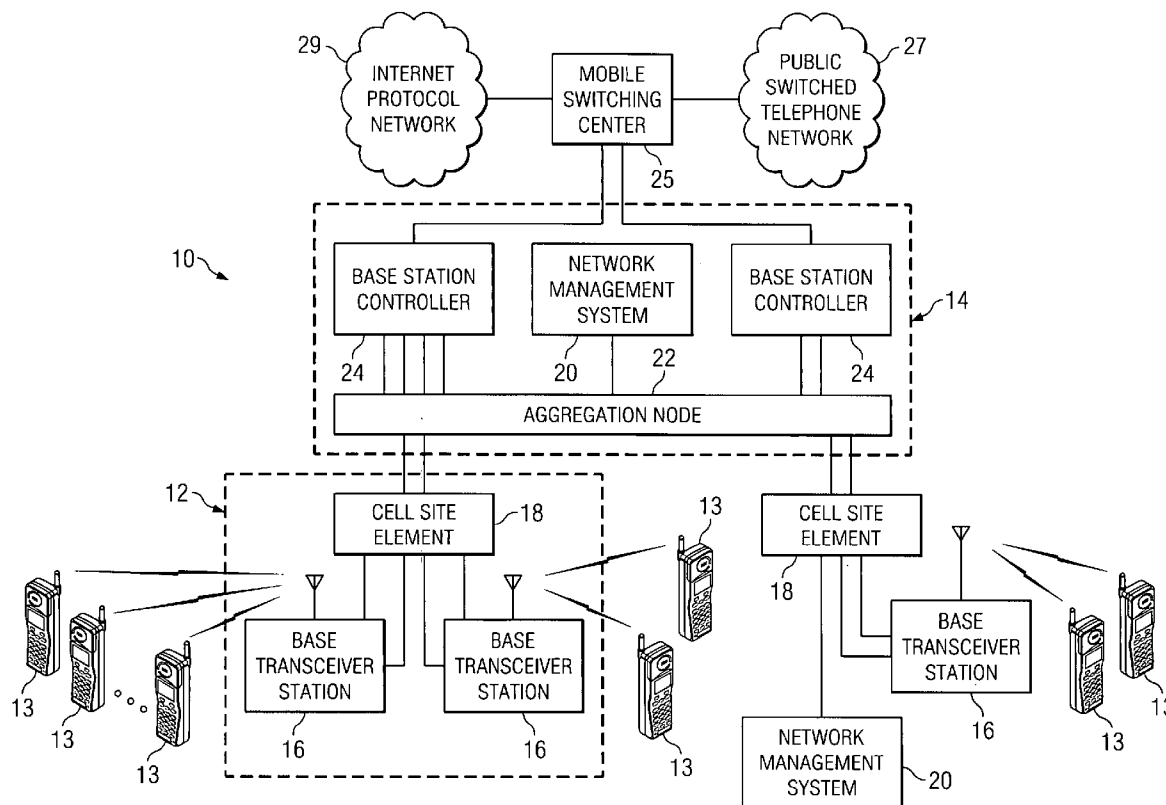 29
INTERNET
PROTOCOL
NETWORK
MOBILE
SWITCHING
CENTER
25
27
PUBLIC
SWITCHED
TELEPHONE
NETWORK
10
14
BASE STATION
CONTROLLER
24
NETWORK
MANAGEMENT
SYSTEM
20
BASE STATION
CONTROLLER
24
22
AGGREGATION NODE
12
CELL SITE
ELEMENT
18
BASE
TRANSCEIVER
STATION
16
BASE
TRANSCEIVER
STATION
16
13
13
13
13
13
CELL SITE
ELEMENT
18
BASE
TRANSCEIVER
STATION
16
13
13
NETWORK
MANAGEMENT
SYSTEM
20